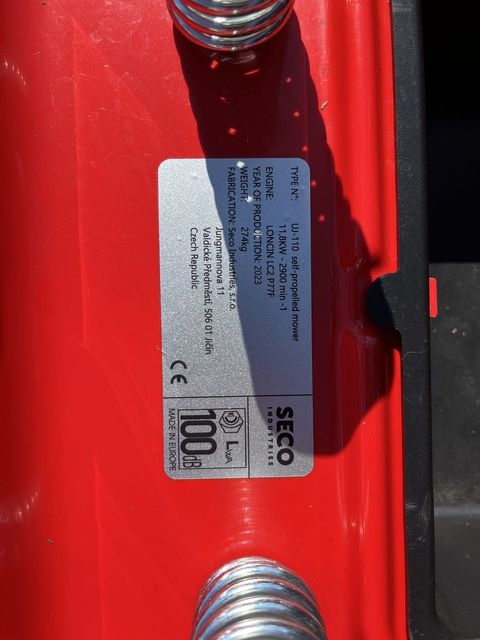 TYPE N°: UJ-110 self-propelled mower
11,8KW - 2900 min -1
ENGINE: LONCIN LC2 P77F
YEAR OF PRODUCTION: 2023
WEIGHT: 274kg
FABRICATION: Seco Industries, s.r.o.
Jungmannova 11
Valdické Předměstí, 506 01 Jičín
Czech Republic
CE
SECO
INDUSTRIES
LWA
100dB
MADE IN EUROPE